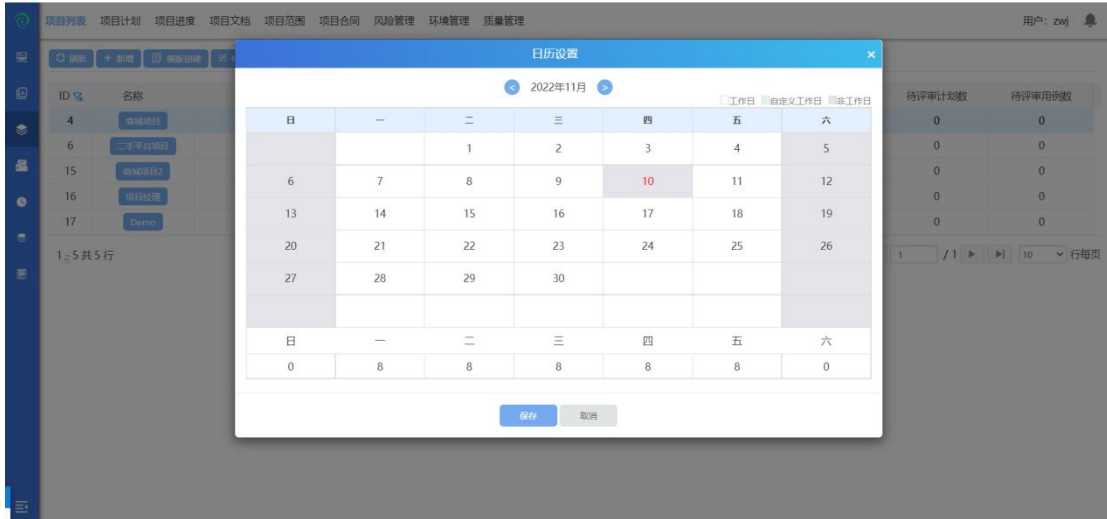 项目列表 项目计划 项目进度 项目文档 项目范围 项目合同 风险管理 环境管理 质量管理 用户：zwj
刷新 + 新增 模版创建
日历设置 ×
< 2022年11月 >
工作日 自定义工作日 非工作日
ID 名称 待评审计划数 待评审用例数
4 商城项目 0 0
6 二手平台项目 0 0
15 商城项目2 0 0
16 项目经理 0 0
17 Demo 0 0
1 - 5 共 5 行
1 / 1 10 行每页
日 一 二 三 四 五 六
1 2 3 4 5
6 7 8 9 10 11 12
13 14 15 16 17 18 19
20 21 22 23 24 25 26
27 28 29 30
日 一 二 三 四 五 六
0 8 8 8 8 8 0
保存 取消